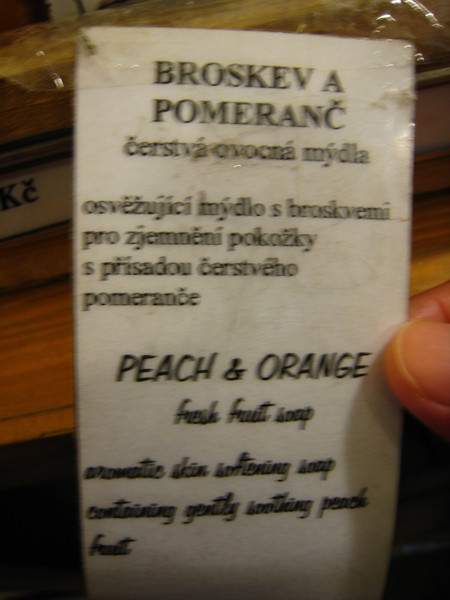 BROSKEV A
POMERANČ
čerstvá ovocná mýdla
Kč
osvěžující mýdlo s broskvemi
pro zjemnění pokožky
s přísadou čerstvého
pomeranče
PEACH & ORANGE
fresh fruit soap
aromatic skin softening soap
containing gently soothing peach
fruit